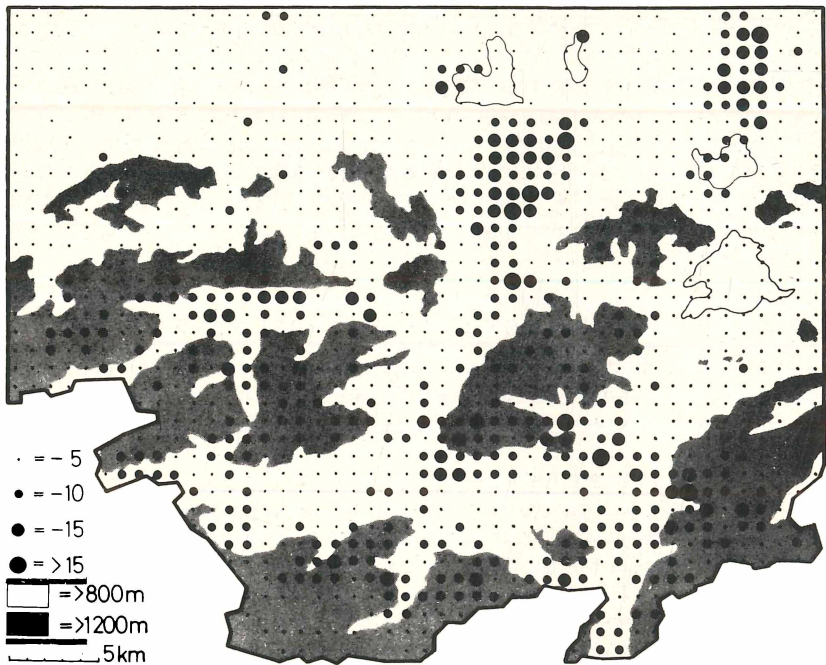 = - 5
= -10
= -15
= >15
=>800m
=>1200m
5km